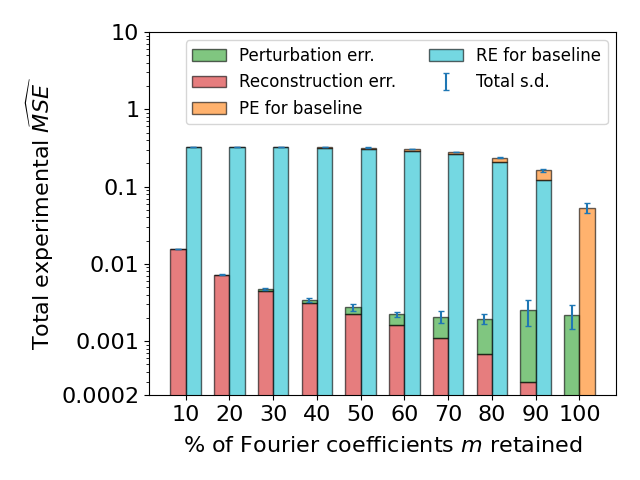 Total experimental $\widehat{MSE}$
10
1
0.1
0.01
0.001
0.0002
Perturbation err.
Reconstruction err.
PE for baseline
RE for baseline
Total s.d.
10 20 30 40 50 60 70 80 90 100
% of Fourier coefficients m retained